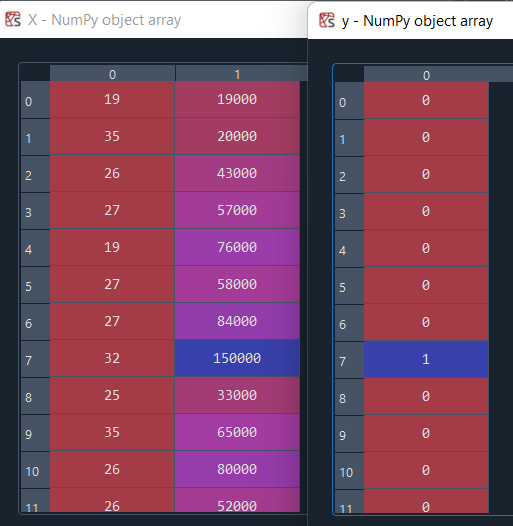 X - NumPy object array
0 1
0 19 19000
1 35 20000
2 26 43000
3 27 57000
4 19 76000
5 27 58000
6 27 84000
7 32 150000
8 25 33000
9 35 65000
10 26 80000
11 26 52000
y - NumPy object array
0
0 0
1 0
2 0
3 0
4 0
5 0
6 0
7 1
8 0
9 0
10 0
11 0